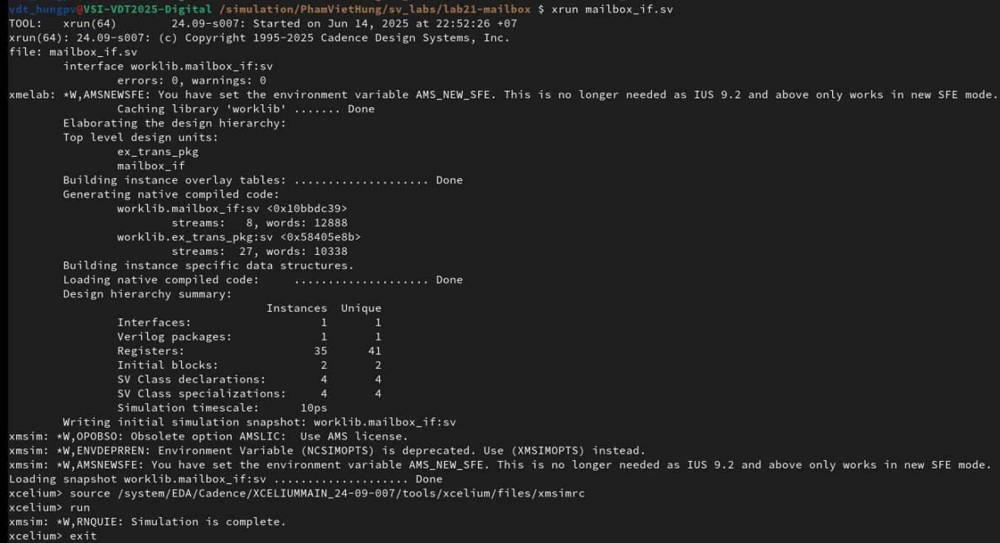 vdt_hungpv@VSI-VDT2025-Digital /simulation/PhamVietHung/sv_labs/lab21-mailbox $ xrun mailbox_if.sv
TOOL:   xrun(64)        24.09-s007: Started on Jun 14, 2025 at 22:52:26 +07
xrun(64): 24.09-s007: (c) Copyright 1995-2025 Cadence Design Systems, Inc.
file: mailbox_if.sv
        interface worklib.mailbox_if:sv
                errors: 0, warnings: 0
xmelab: *W,AMSNEWSFE: You have set the environment variable AMS_NEW_SFE. This is no longer needed as IUS 9.2 and above only works in new SFE mode.
                Caching library 'worklib' ....... Done
        Elaborating the design hierarchy:
        Top level design units:
                ex_trans_pkg
                mailbox_if
        Building instance overlay tables: .................... Done
        Generating native compiled code:
                worklib.mailbox_if:sv <0x10bbdc39>
                        streams:   8, words: 12888
                worklib.ex_trans_pkg:sv <0x58405e8b>
                        streams:  27, words: 10338
        Building instance specific data structures.
        Loading native compiled code:     .................... Done
        Design hierarchy summary:
                                      Instances  Unique
                Interfaces:                   1       1
                Verilog packages:             1       1
                Registers:                   35      41
                Initial blocks:               2       2
                SV Class declarations:        4       4
                SV Class specializations:     4       4
                Simulation timescale:      10ps
        Writing initial simulation snapshot: worklib.mailbox_if:sv
xmsim: *W,OPOBSO: Obsolete option AMSLIC:  Use AMS license.
xmsim: *W,ENVDEPRREN: Environment Variable (NCSIMOPTS) is deprecated. Use (XMSIMOPTS) instead.
xmsim: *W,AMSNEWSFE: You have set the environment variable AMS_NEW_SFE. This is no longer needed as IUS 9.2 and above only works in new SFE mode.
Loading snapshot worklib.mailbox_if:sv .................... Done
xcelium> source /system/EDA/Cadence/XCELIUMMAIN_24-09-007/tools/xcelium/files/xmsimrc
xcelium> run
xmsim: *W,RNQUIE: Simulation is complete.
xcelium> exit